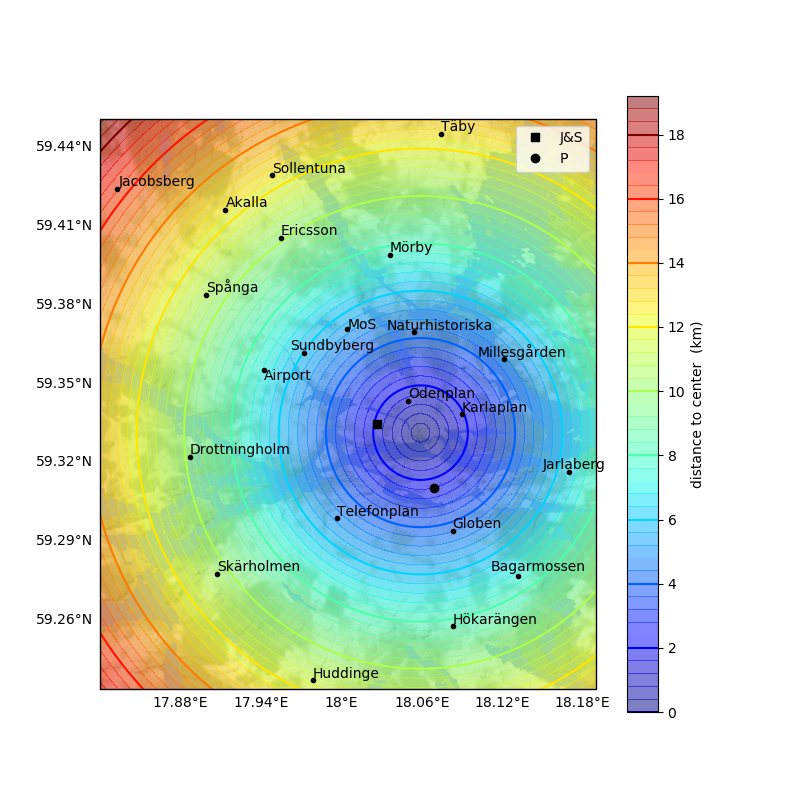 Täby
J&S
P
59.44°N
Jacobsberg
Sollentuna
Akalla
59.41°N
Ericsson
Mörby
59.38°N
Spånga
MoS
Naturhistoriska
Sundbyberg
Millesgården
59.35°N
Airport
Odenplan
Karlaplan
59.32°N
Drottningholm
Jarlaberg
Telefonplan
Globen
59.29°N
Skärholmen
Bagarmossen
59.26°N
Hökarängen
Huddinge
17.88°E 17.94°E 18°E 18.06°E 18.12°E 18.18°E
18
16
14
12
10
8
6
4
2
0
distance to center (km)